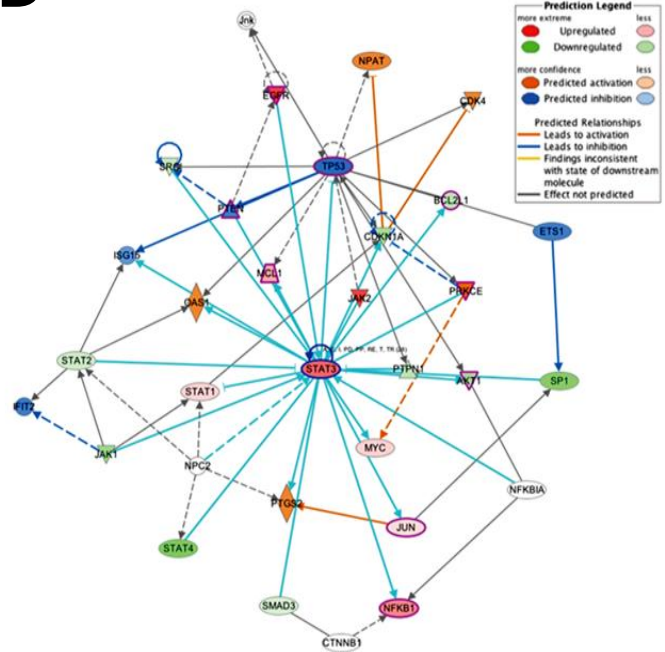 Prediction Legend
more extreme less
Upregulated
Downregulated
more confidence less
Predicted activation
Predicted inhibition
Predicted Relationships
Leads to activation
Leads to inhibition
Findings inconsistent
with state of downstream
molecule
Effect not predicted
Jnk
NPAT
EGFR
CDK4
SRC
TP53
PTEN
BCL2L1
CDKN1A
ETS1
ISG15
MCL1
OAS1
JAK2
PRKCE
STAT2
STAT3
PTPN1
AKT1
SP1
STAT1
IFIT2
MYC
JAK1
NPC2
NFKBIA
PTGS2
JUN
STAT4
SMAD3
NFKB1
CTNNB1